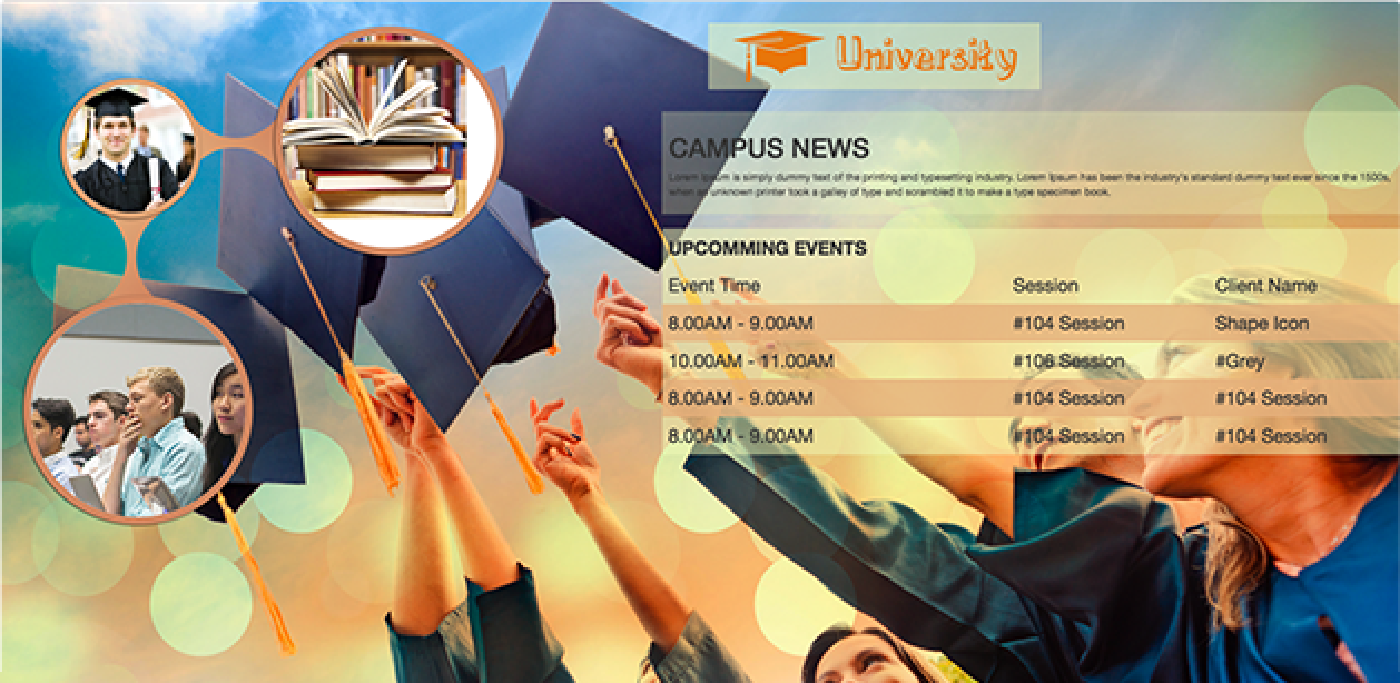 University
CAMPUS NEWS
Lorem Ipsum is simply dummy text of the printing and typesetting industry. Lorem Ipsum has been the industry's standard dummy text ever since the 1500s,
when an unknown printer took a galley of type and scrambled it to make a type specimen book.
UPCOMMING EVENTS
Event Time Session Client Name
8.00AM - 9.00AM #104 Session Shape Icon
10.00AM - 11.00AM #106 Session #Grey
8.00AM - 9.00AM #104 Session #104 Session
8.00AM - 9.00AM #104 Session #104 Session